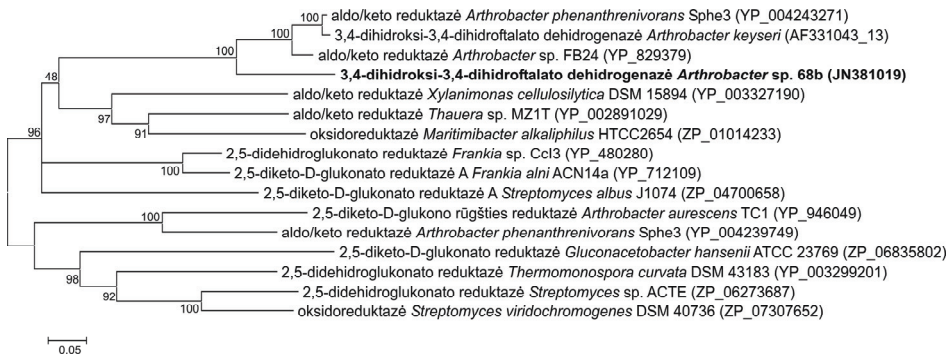 100 aldo/keto reduktazė Arthrobacter phenanthrenivorans Sphe3 (YP_004243271)
100 3,4-dihidroksi-3,4-dihidroftalato dehidrogenazė Arthrobacter keyseri (AF331043_13)
100 aldo/keto reduktazė Arthrobacter sp. FB24 (YP_829379)
3,4-dihidroksi-3,4-dihidroftalato dehidrogenazė Arthrobacter sp. 68b (JN381019)
48 aldo/keto reduktazė Xylanimonas cellulosilytica DSM 15894 (YP_003327190)
97 aldo/keto reduktazė Thauera sp. MZ1T (YP_002891029)
91 oksidoreduktazė Maritimibacter alkaliphilus HTCC2654 (ZP_01014233)
96 2,5-didehidroglukonato reduktazė Frankia sp. CcI3 (YP_480280)
100 2,5-diketo-D-glukonato reduktazė A Frankia alni ACN14a (YP_712109)
2,5-diketo-D-glukonato reduktazė A Streptomyces albus J1074 (ZP_04700658)
100 2,5-diketo-D-glukono rūgšties reduktazė Arthrobacter aurescens TC1 (YP_946049)
aldo/keto reduktazė Arthrobacter phenanthrenivorans Sphe3 (YP_004239749)
2,5-diketo-D-glukonato reduktazė Gluconacetobacter hansenii ATCC 23769 (ZP_06835802)
98 2,5-didehidroglukonato reduktazė Thermomonospora curvata DSM 43183 (YP_003299201)
92 2,5-didehidroglukonato reduktazė Streptomyces sp. ACTE (ZP_06273687)
100 oksidoreduktazė Streptomyces viridochromogenes DSM 40736 (ZP_07307652)
0.05